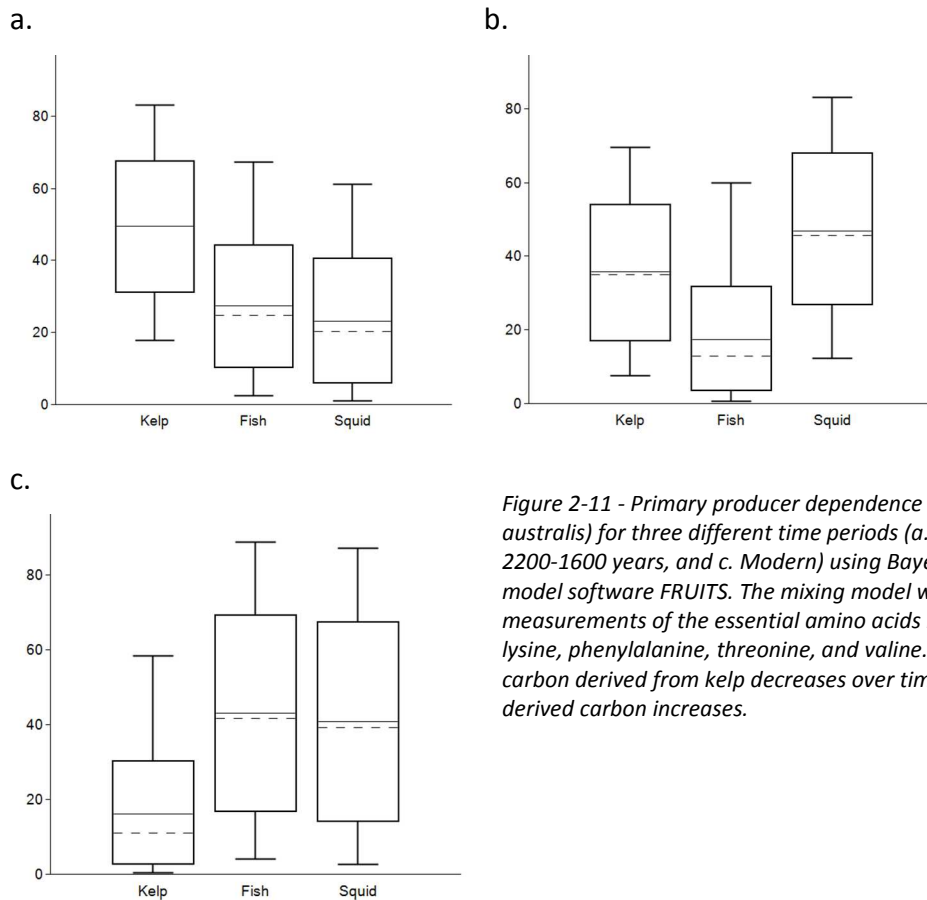 a.
80
60
40
20
0
Kelp Fish Squid
b.
80
60
40
20
0
Kelp Fish Squid
c.
80
60
40
20
0
Kelp Fish Squid
Figure 2-11 - Primary producer dependence
australis) for three different time periods (a.
2200-1600 years, and c. Modern) using Baye
model software FRUITS. The mixing model w
measurements of the essential amino acids
lysine, phenylalanine, threonine, and valine.
carbon derived from kelp decreases over tim
derived carbon increases.